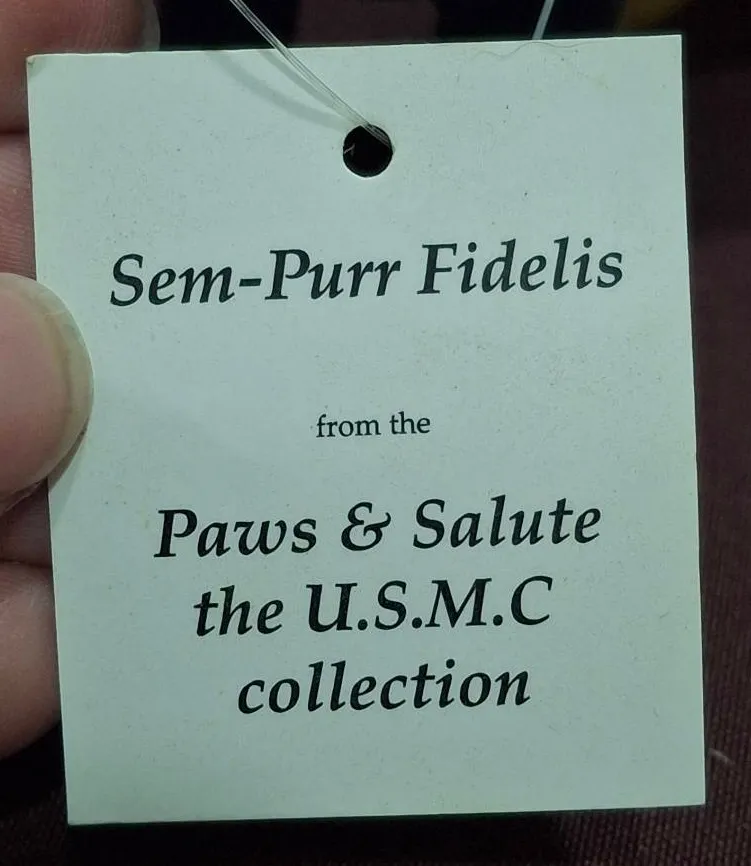 Sem-Purr Fidelis
from the
Paws & Salute
the U.S.M.C
collection